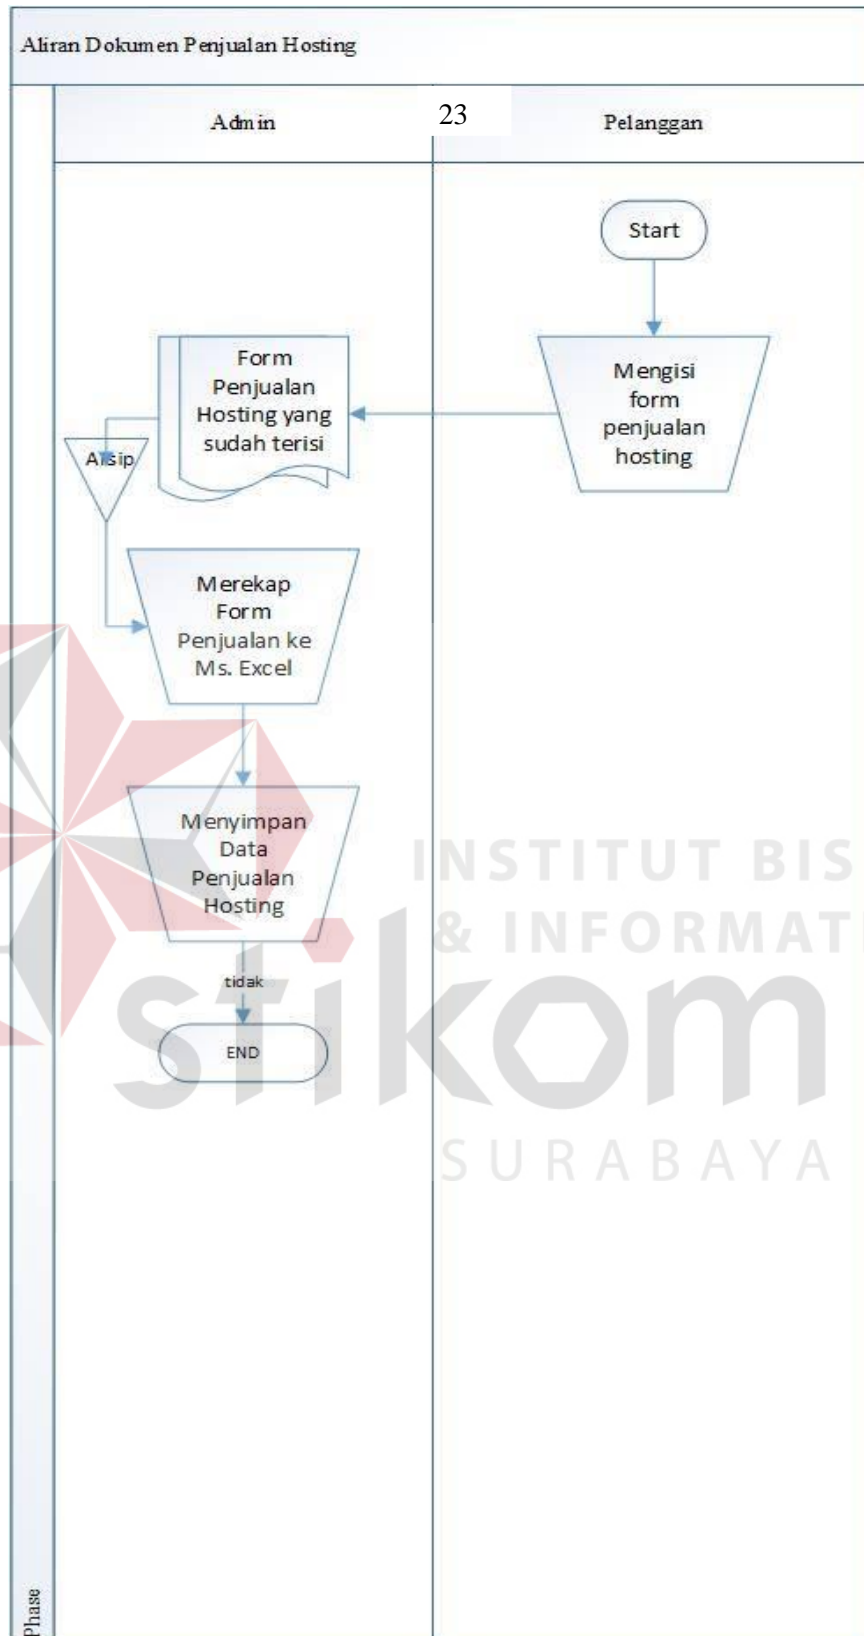 Aliran Dokumen Penjualan Hosting
Admin
23
Pelanggan
Start
Mengisi
form
penjualan
hosting
Form
Penjualan
Hosting yang
sudah terisi
Arsip
Merekap
Form
Penjualan ke
Ms. Excel
Menyimpan
Data
Penjualan
Hosting
tidak
END
INSTITUT BIS
& INFORMAT
stikom
SURABAYA
Phase